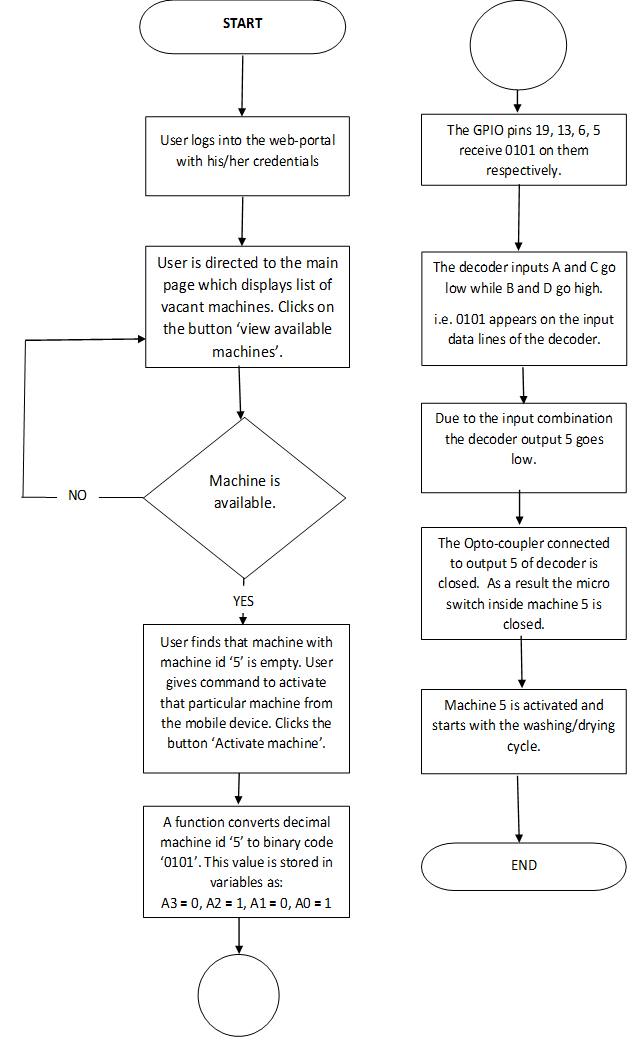 START
User logs into the web-portal
with his/her credentials
User is directed to the main
page which displays list of
vacant machines. Clicks on
the button ‘view available
machines’.
Machine is
available.
NO
YES
User finds that machine with
machine id ‘5’ is empty. User
gives command to activate
that particular machine from
the mobile device. Clicks the
button ‘Activate machine’.
A function converts decimal
machine id ‘5’ to binary code
‘0101’. This value is stored in
variables as:
A3 = 0, A2 = 1, A1 = 0, A0 = 1
The GPIO pins 19, 13, 6, 5
receive 0101 on them
respectively.
The decoder inputs A and C go
low while B and D go high.
i.e. 0101 appears on the input
data lines of the decoder.
Due to the input combination
the decoder output 5 goes
low.
The Opto-coupler connected
to output 5 of decoder is
closed. As a result the micro
switch inside machine 5 is
closed.
Machine 5 is activated and
starts with the washing/drying
cycle.
END